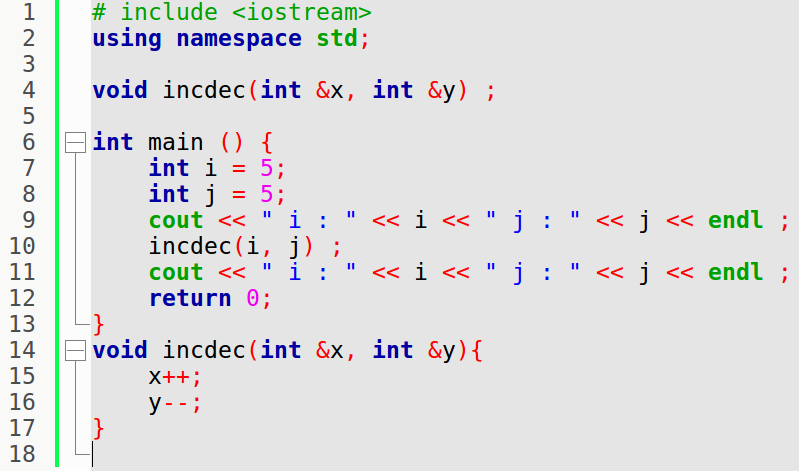 1 # include <iostream>
2 using namespace std;
3
4 void incdec(int &x, int &y) ;
5
6 int main () {
7     int i = 5;
8     int j = 5;
9     cout << " i : " << i << " j : " << j << endl ;
10     incdec(i, j) ;
11     cout << " i : " << i << " j : " << j << endl ;
12     return 0;
13 }
14 void incdec(int &x, int &y){
15     x++;
16     y--;
17 }
18